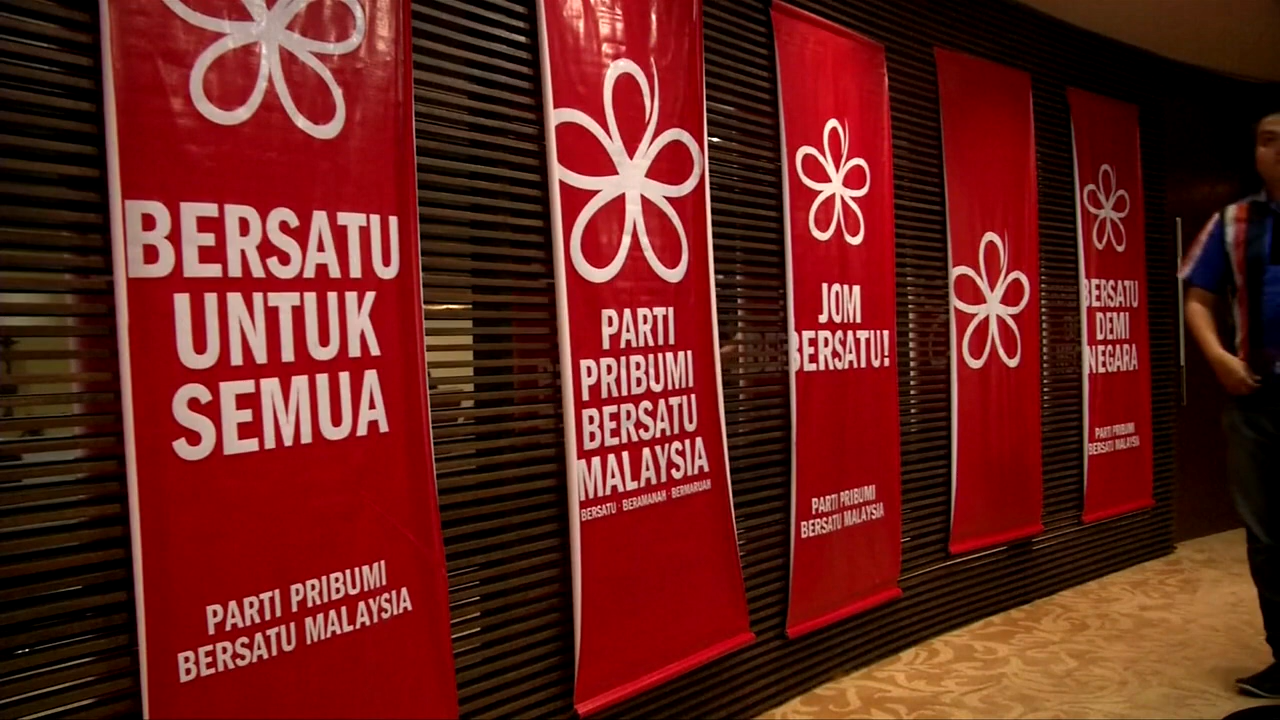 BERSATU
UNTUK
SEMUA
PARTI PRIBUMI
BERSATU MALAYSIA
PARTI
PRIBUMI
BERSATU
MALAYSIA
BERSATU · BERAMANAH · BERMARUAH
JOM
BERSATU!
PARTI PRIBUMI
BERSATU MALAYSIA
BERSATU
DEMI
NEGARA
PARTI PRIBUMI
BERSATU MALAYSIA